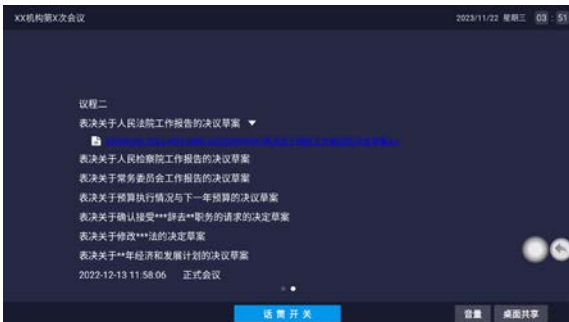 XX机构第X次会议
2023/11/22 星期三 03 : 51
议程二
表决关于人民法院工作报告的决议草案
表决关于人民检察院工作报告的决议草案
表决关于常务委员会工作报告的决议草案
表决关于预算执行情况与下一年预算的决议草案
表决关于确认接受***辞去**职务的请求的决定草案
表决关于修改***法的决定草案
表决关于**年经济和发展计划的决议草案
2022-12-13 11:58:06 正式会议
话筒开关
音量
桌面共享